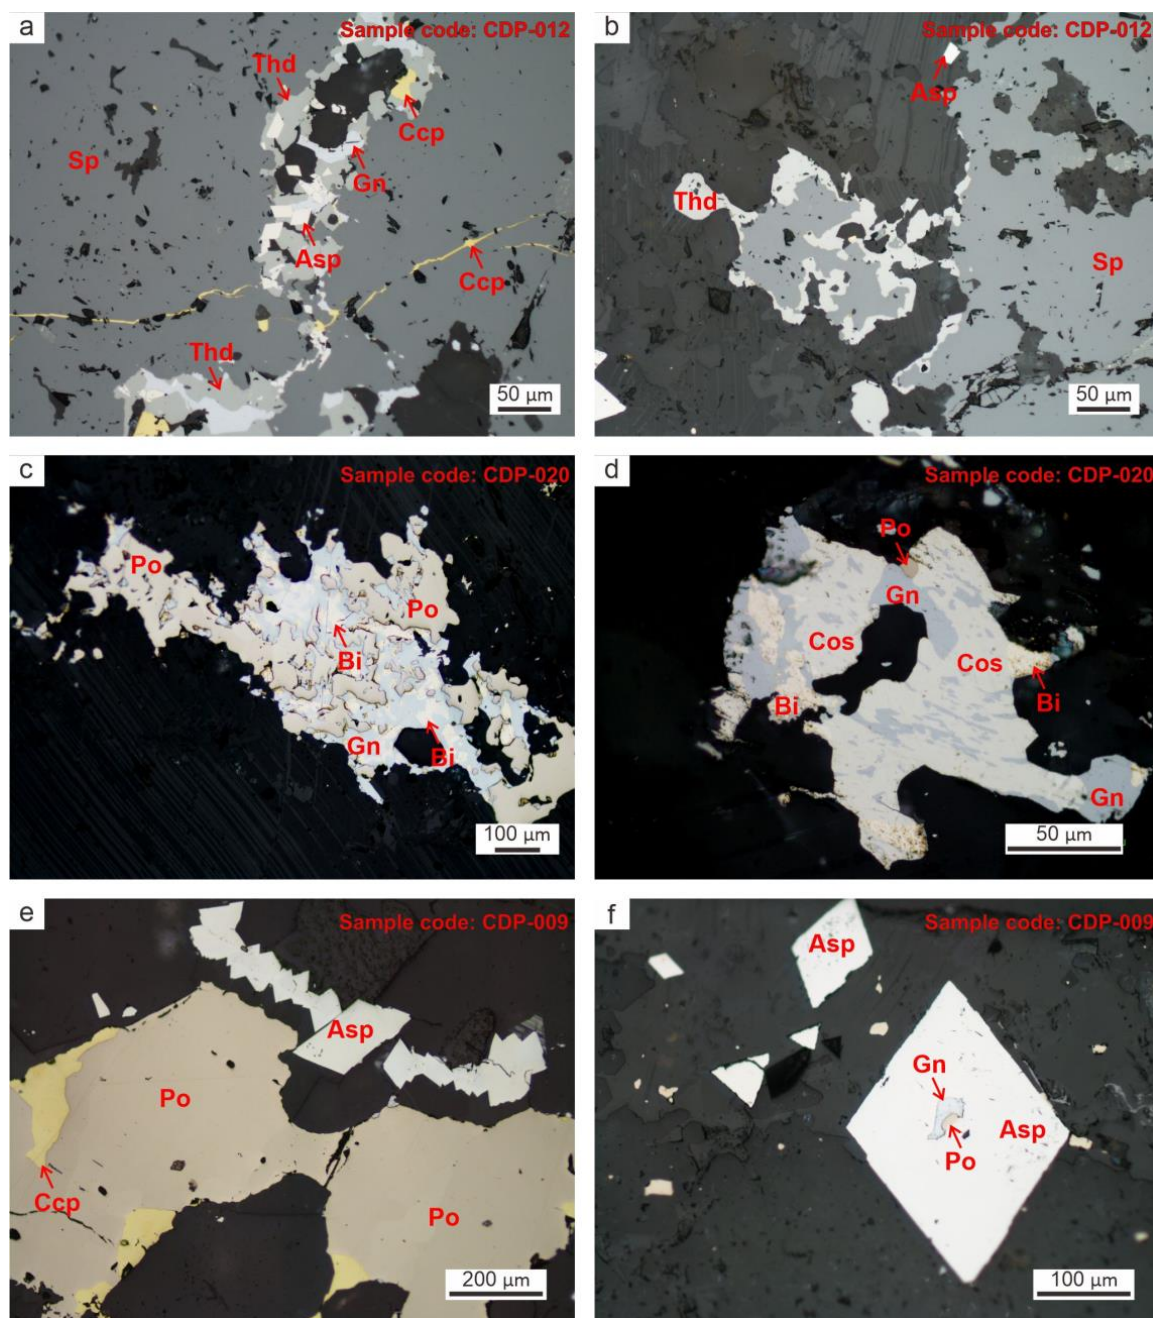 a
Sample code: CDP-012
Thd
Ccp
Sp
Gn
Asp
Ccp
Thd
50 µm
b
Sample code: CDP-012
Asp
Thd
Sp
50 µm
c
Sample code: CDP-020
Po
Po
Bi
Gn
Bi
100 µm
d
Sample code: CDP-020
Po
Gn
Cos
Cos
Bi
Bi
Gn
50 µm
e
Sample code: CDP-009
Asp
Po
Ccp
Po
200 µm
f
Sample code: CDP-009
Asp
Gn
Asp
Po
100 µm